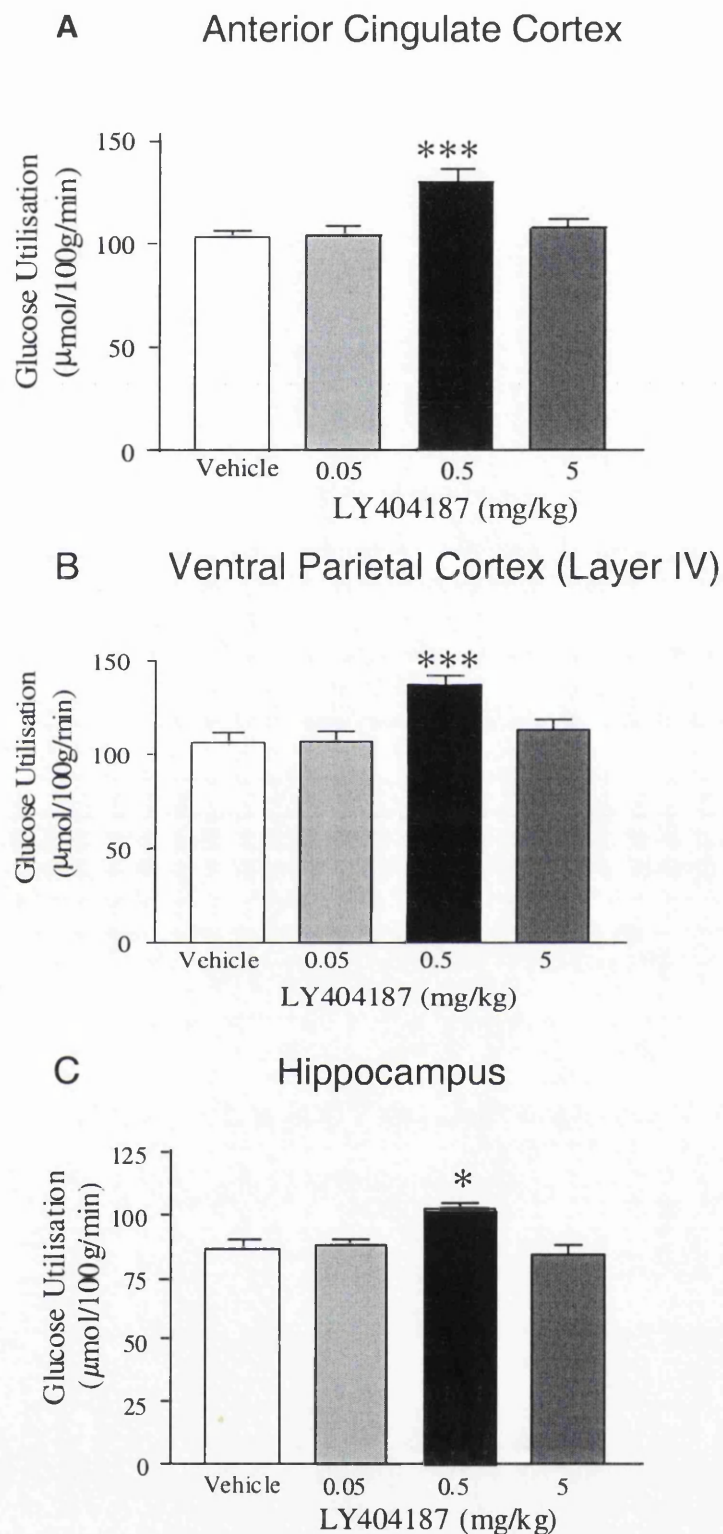 A Anterior Cingulate Cortex
Glucose Utilisation
(μmol/100g/min)
150
100
50
0
***
Vehicle 0.05 0.5 5
LY404187 (mg/kg)
B Ventral Parietal Cortex (Layer IV)
Glucose Utilisation
(μmol/100g/min)
150
100
50
0
***
Vehicle 0.05 0.5 5
LY404187 (mg/kg)
C Hippocampus
Glucose Utilisation
(μmol/100g/min)
125
100
75
50
25
0
*
Vehicle 0.05 0.5 5
LY404187 (mg/kg)